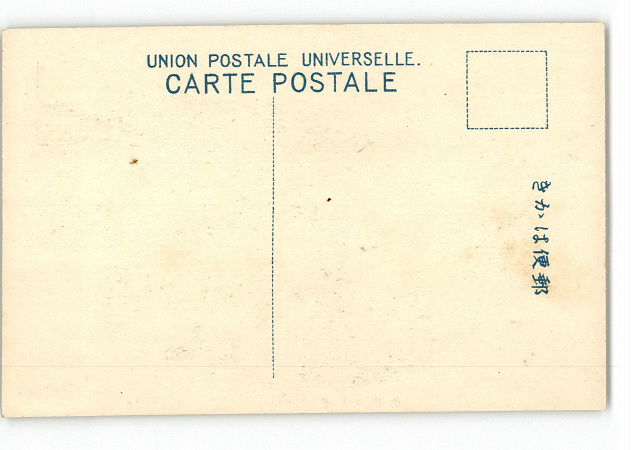 UNION POSTALE UNIVERSELLE.
CARTE POSTALE
郵便はかき